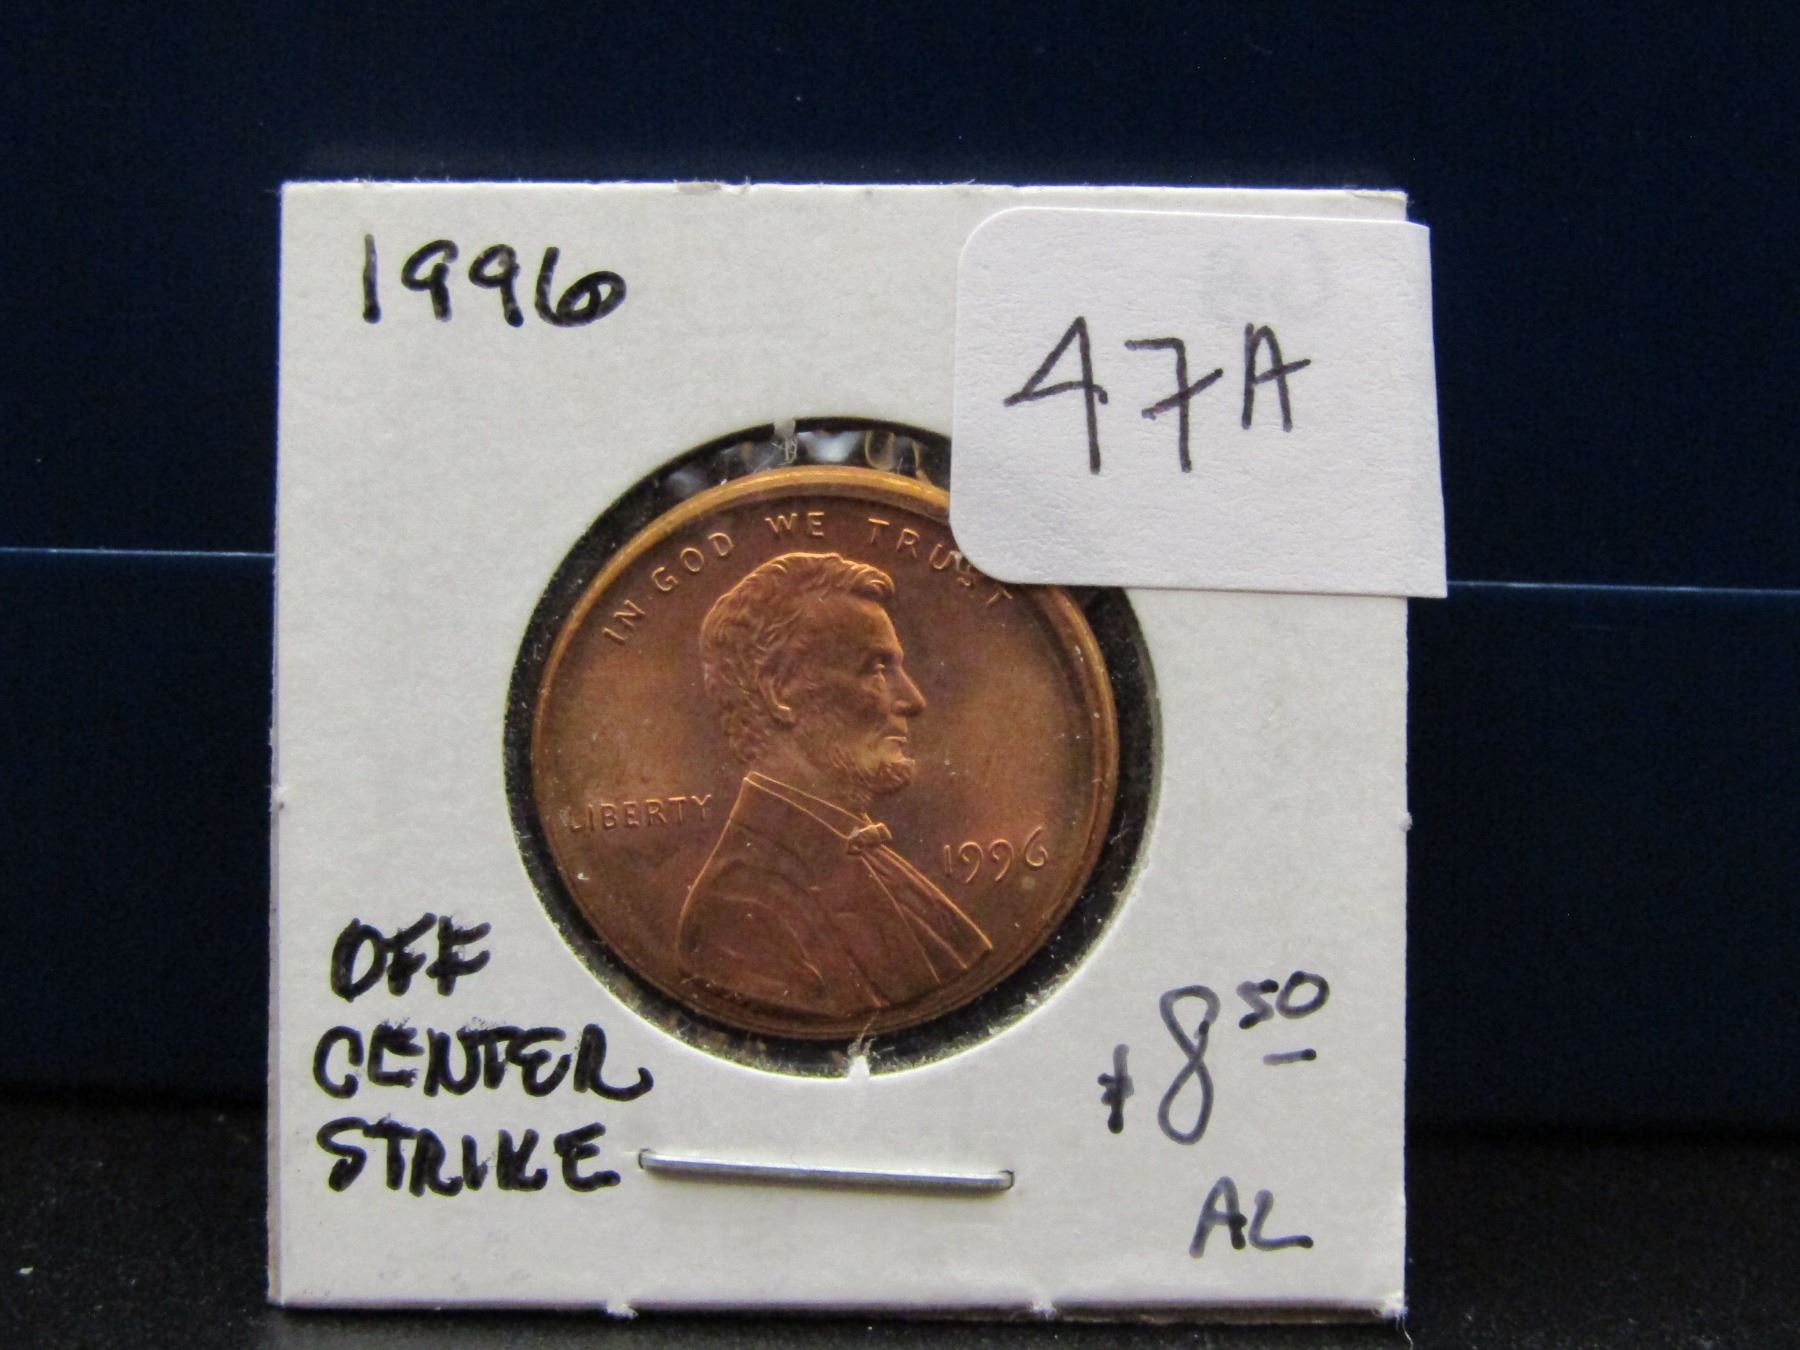 1996
47A
IN GOD WE TRUST
LIBERTY
1996
OFF
CENTER
STRIKE
$8.50
AL